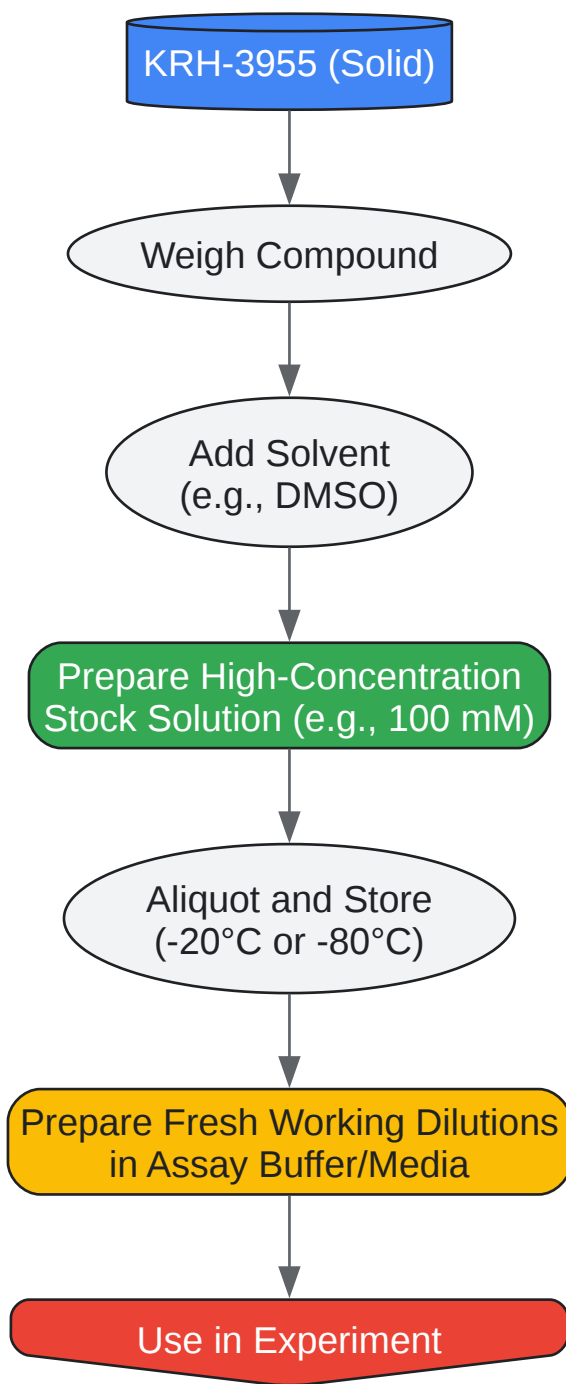 KRH-3955 (Solid)
Weigh Compound
Add Solvent
(e.g., DMSO)
Prepare High-Concentration
Stock Solution (e.g., 100 mM)
Aliquot and Store
(-20°C or -80°C)
Prepare Fresh Working Dilutions
in Assay Buffer/Media
Use in Experiment